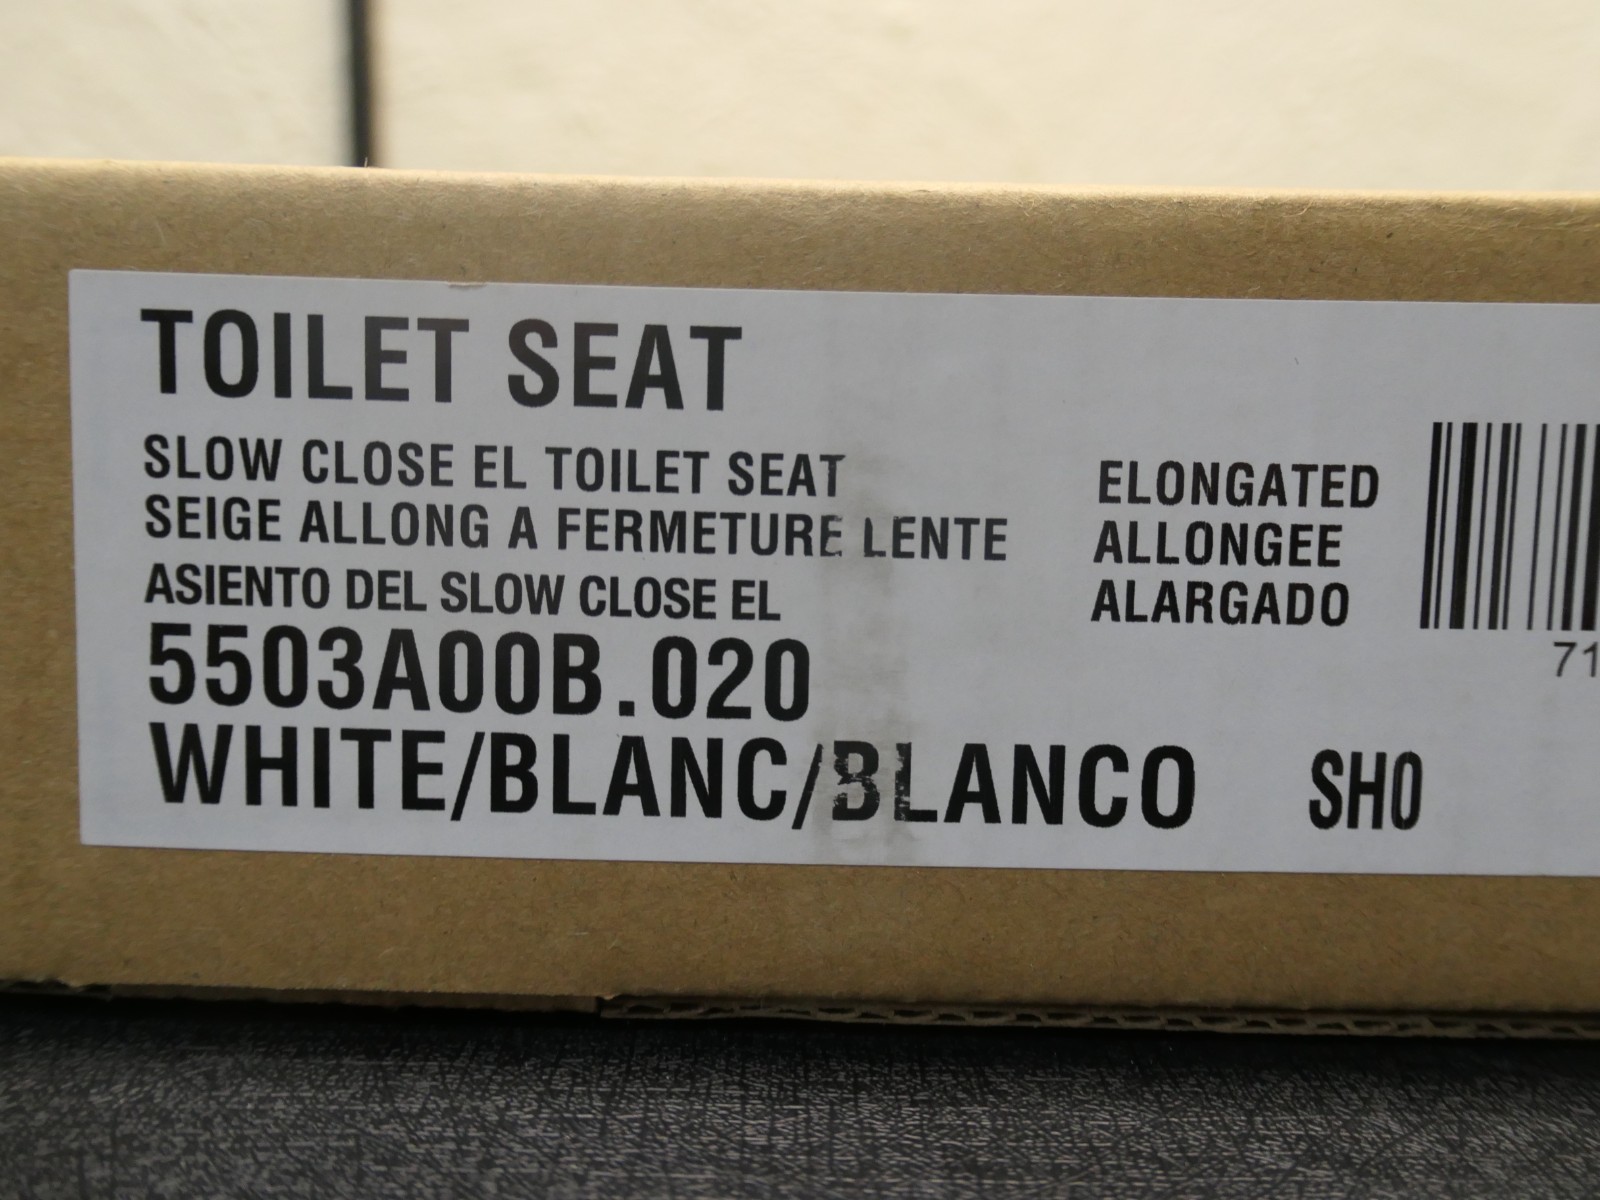 TOILET SEAT
SLOW CLOSE EL TOILET SEAT
SEIGE ALLONG A FERMETURE LENTE
ASIENTO DEL SLOW CLOSE EL
ELONGATED
ALLONGEE
ALARGADO
71
5503A00B.020
WHITE/BLANC/BLANCO SHO